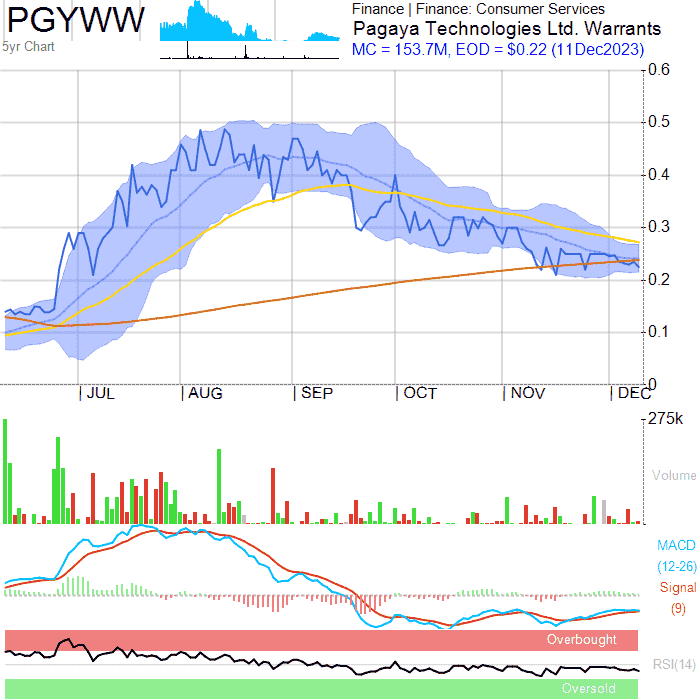 PGYWW
5yr Chart
Finance | Finance: Consumer Services
Pagaya Technologies Ltd. Warrants
MC = 153.7M, EOD = $0.22 (11Dec2023)
0.6
0.5
0.4
0.3
0.2
0.1
0
JUL AUG SEP OCT NOV DEC
275k
Volume
MACD
(12-26)
Signal
(9)
Overbought
RSI(14)
Oversold